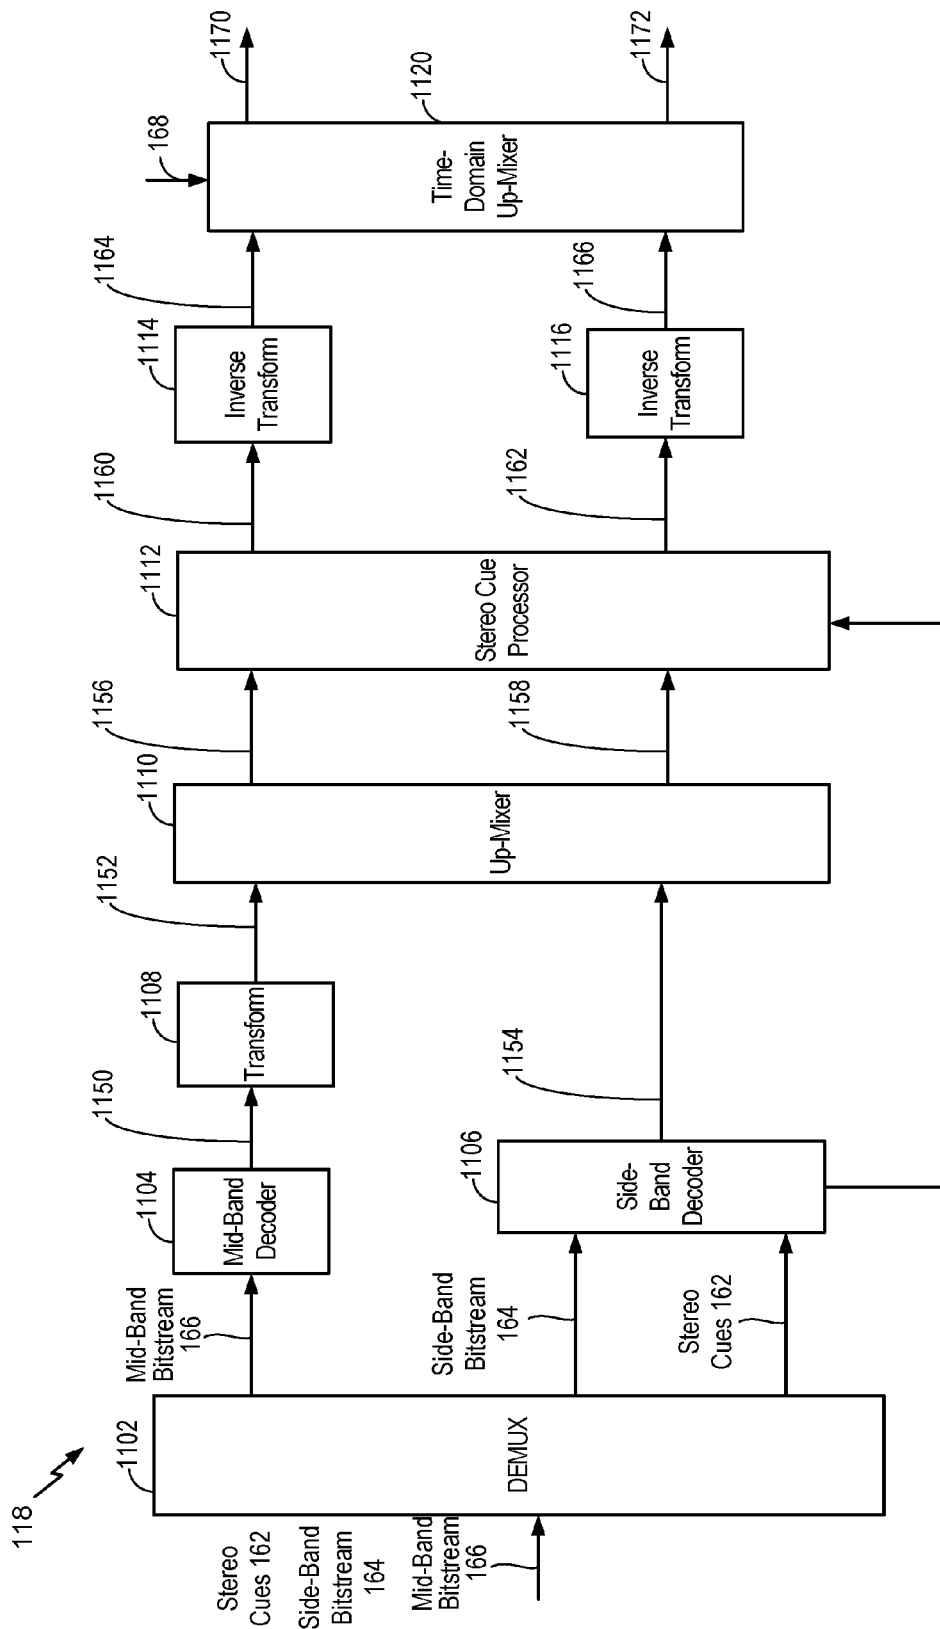 118
Stereo
Cues 162
Side-Band
Bitstream
164
Mid-Band
Bitstream
166
1102
DEMUX
Mid-Band
Bitstream
166
Side-Band
Bitstream
164
Stereo
Cues 162
1104
Mid-Band
Decoder
1106
Side-
Band
Decoder
1150
1108
Transform
1152
1154
1110
Up-Mixer
1156
1158
1112
Stereo Cue
Processor
1160
1162
1114
Inverse
Transform
1116
Inverse
Transform
1164
1166
168
1120
Time-
Domain
Up-Mixer
1170
1172